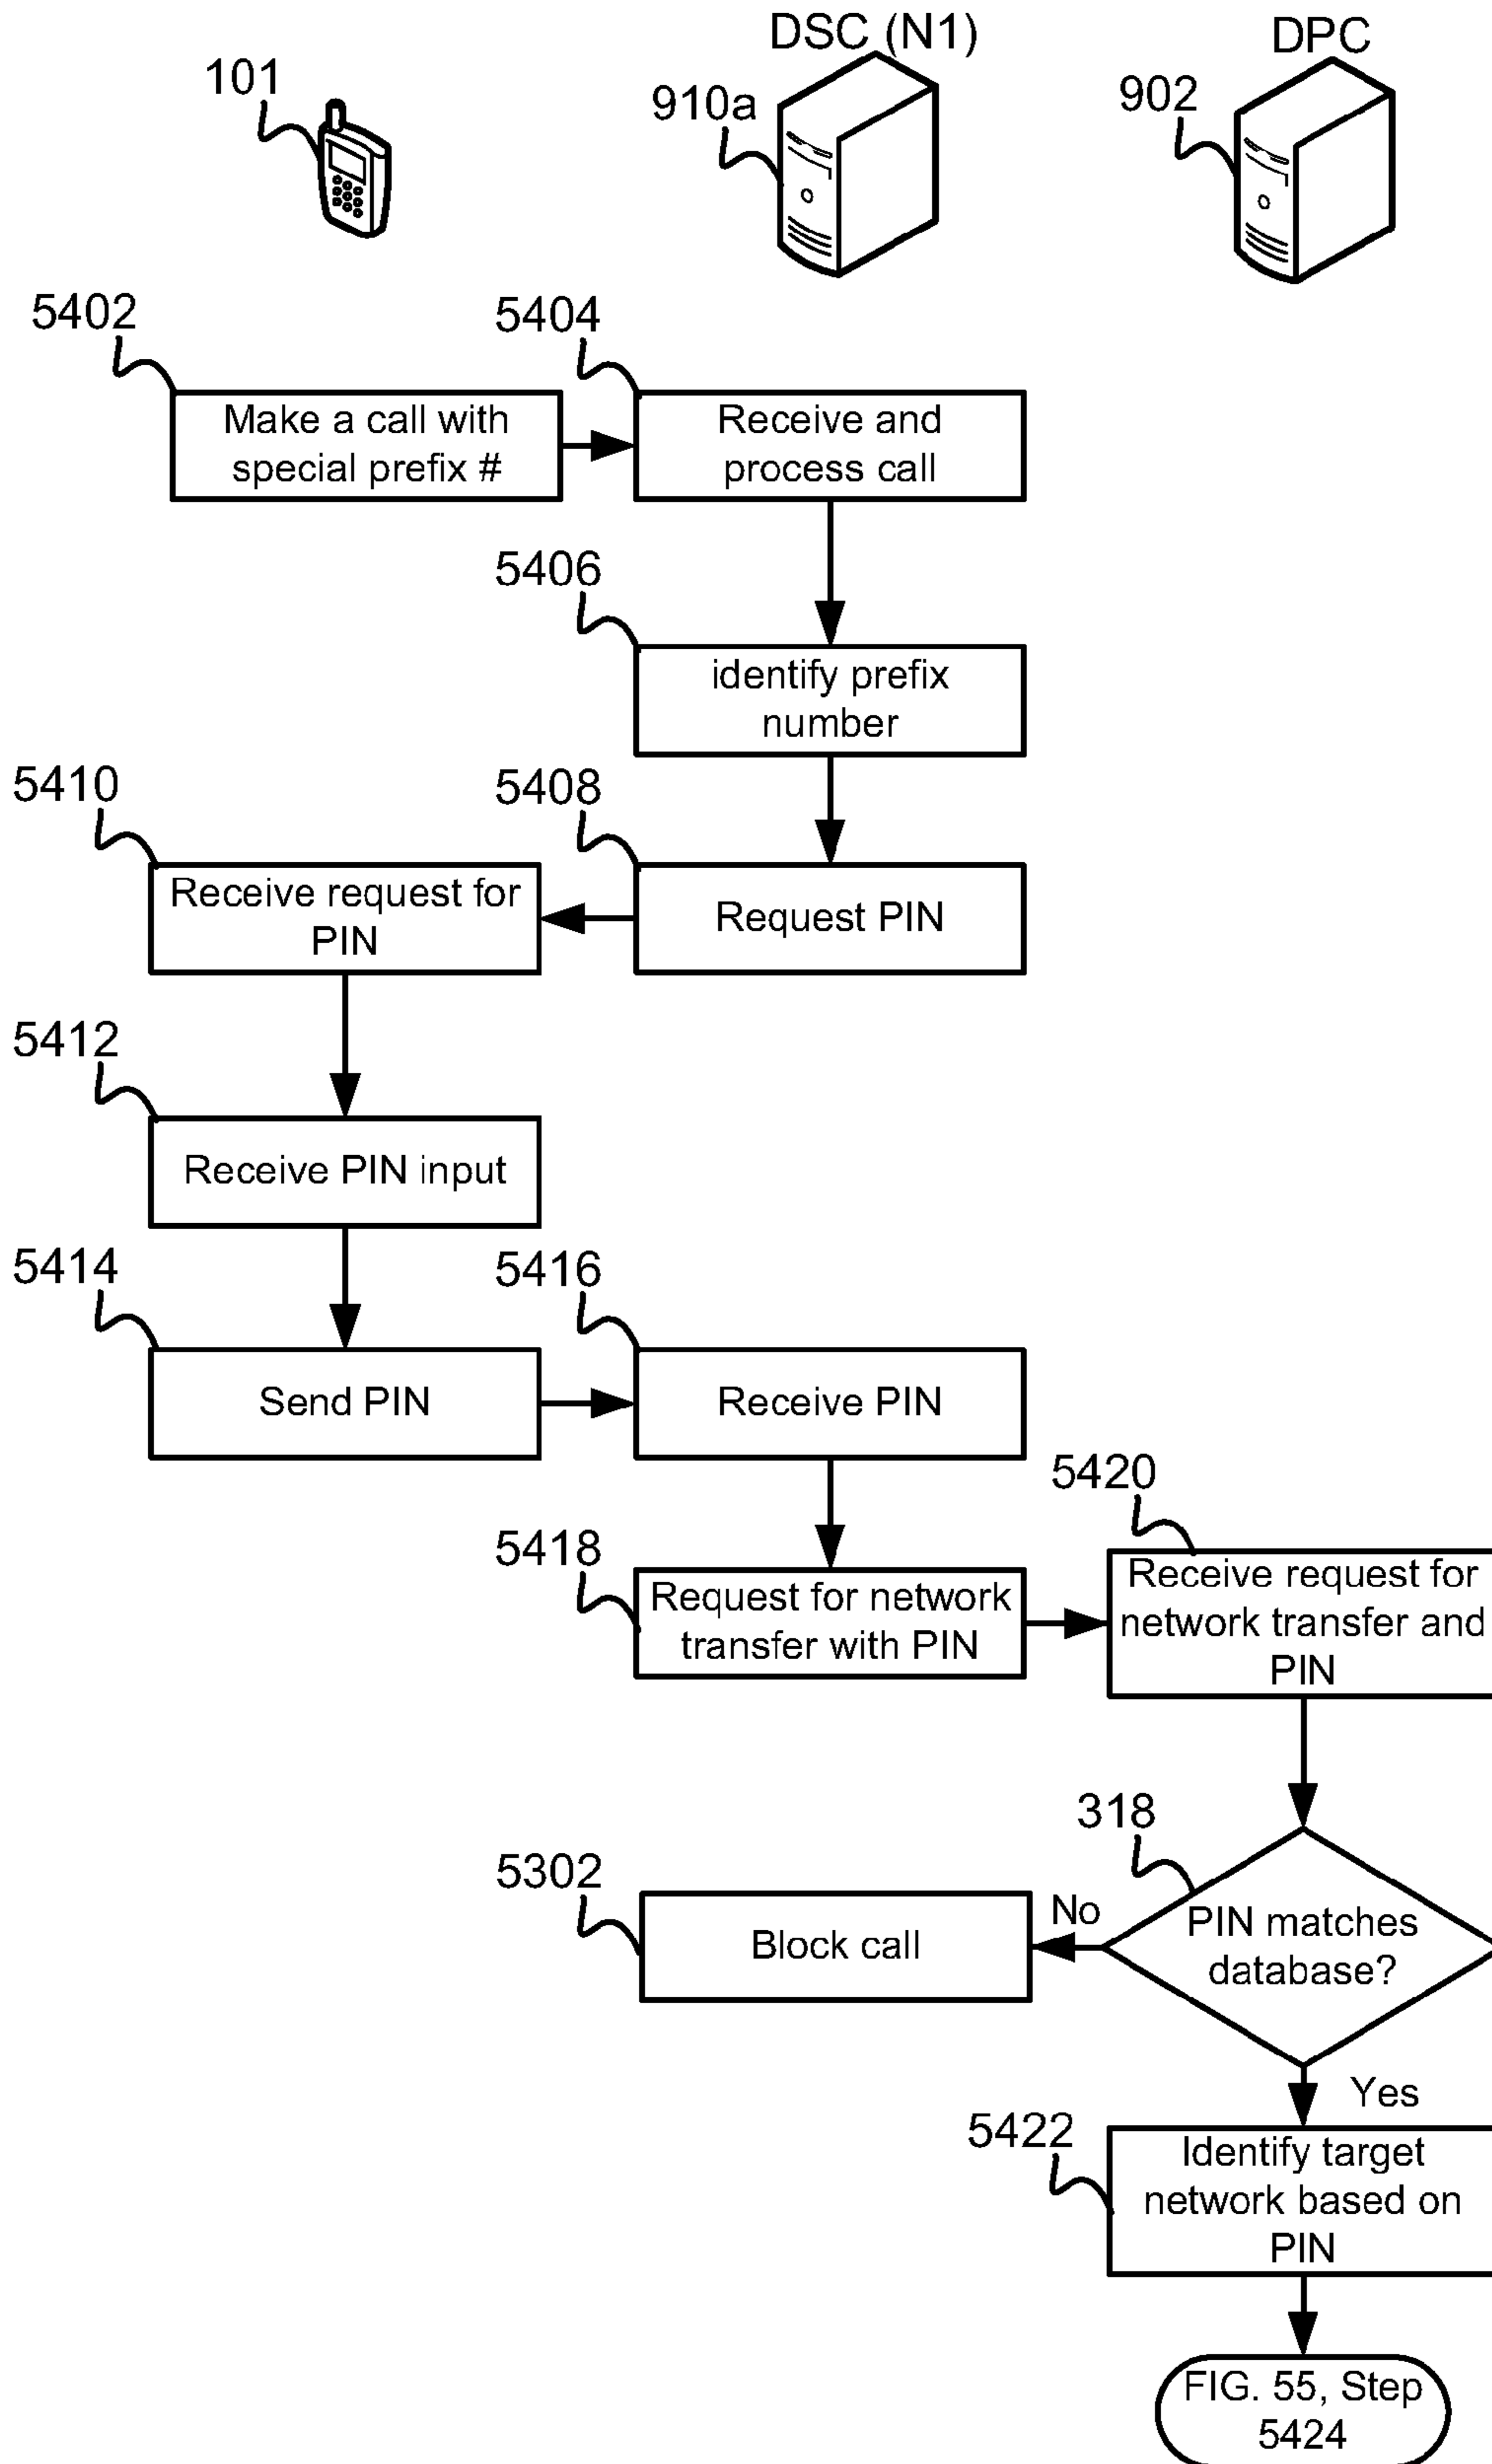 DSC (N1)
DPC
101
910a
902
5402
5404
Make a call with
special prefix #
Receive and
process call
5406
identify prefix
number
5410
5408
Receive request for
PIN
Request PIN
5412
Receive PIN input
5414
5416
Send PIN
Receive PIN
5420
5418
Request for network
transfer with PIN
Receive request for
network transfer and
PIN
318
5302
No
Block call
PIN matches
database?
Yes
5422
Identify target
network based on
PIN
FIG. 55, Step
5424